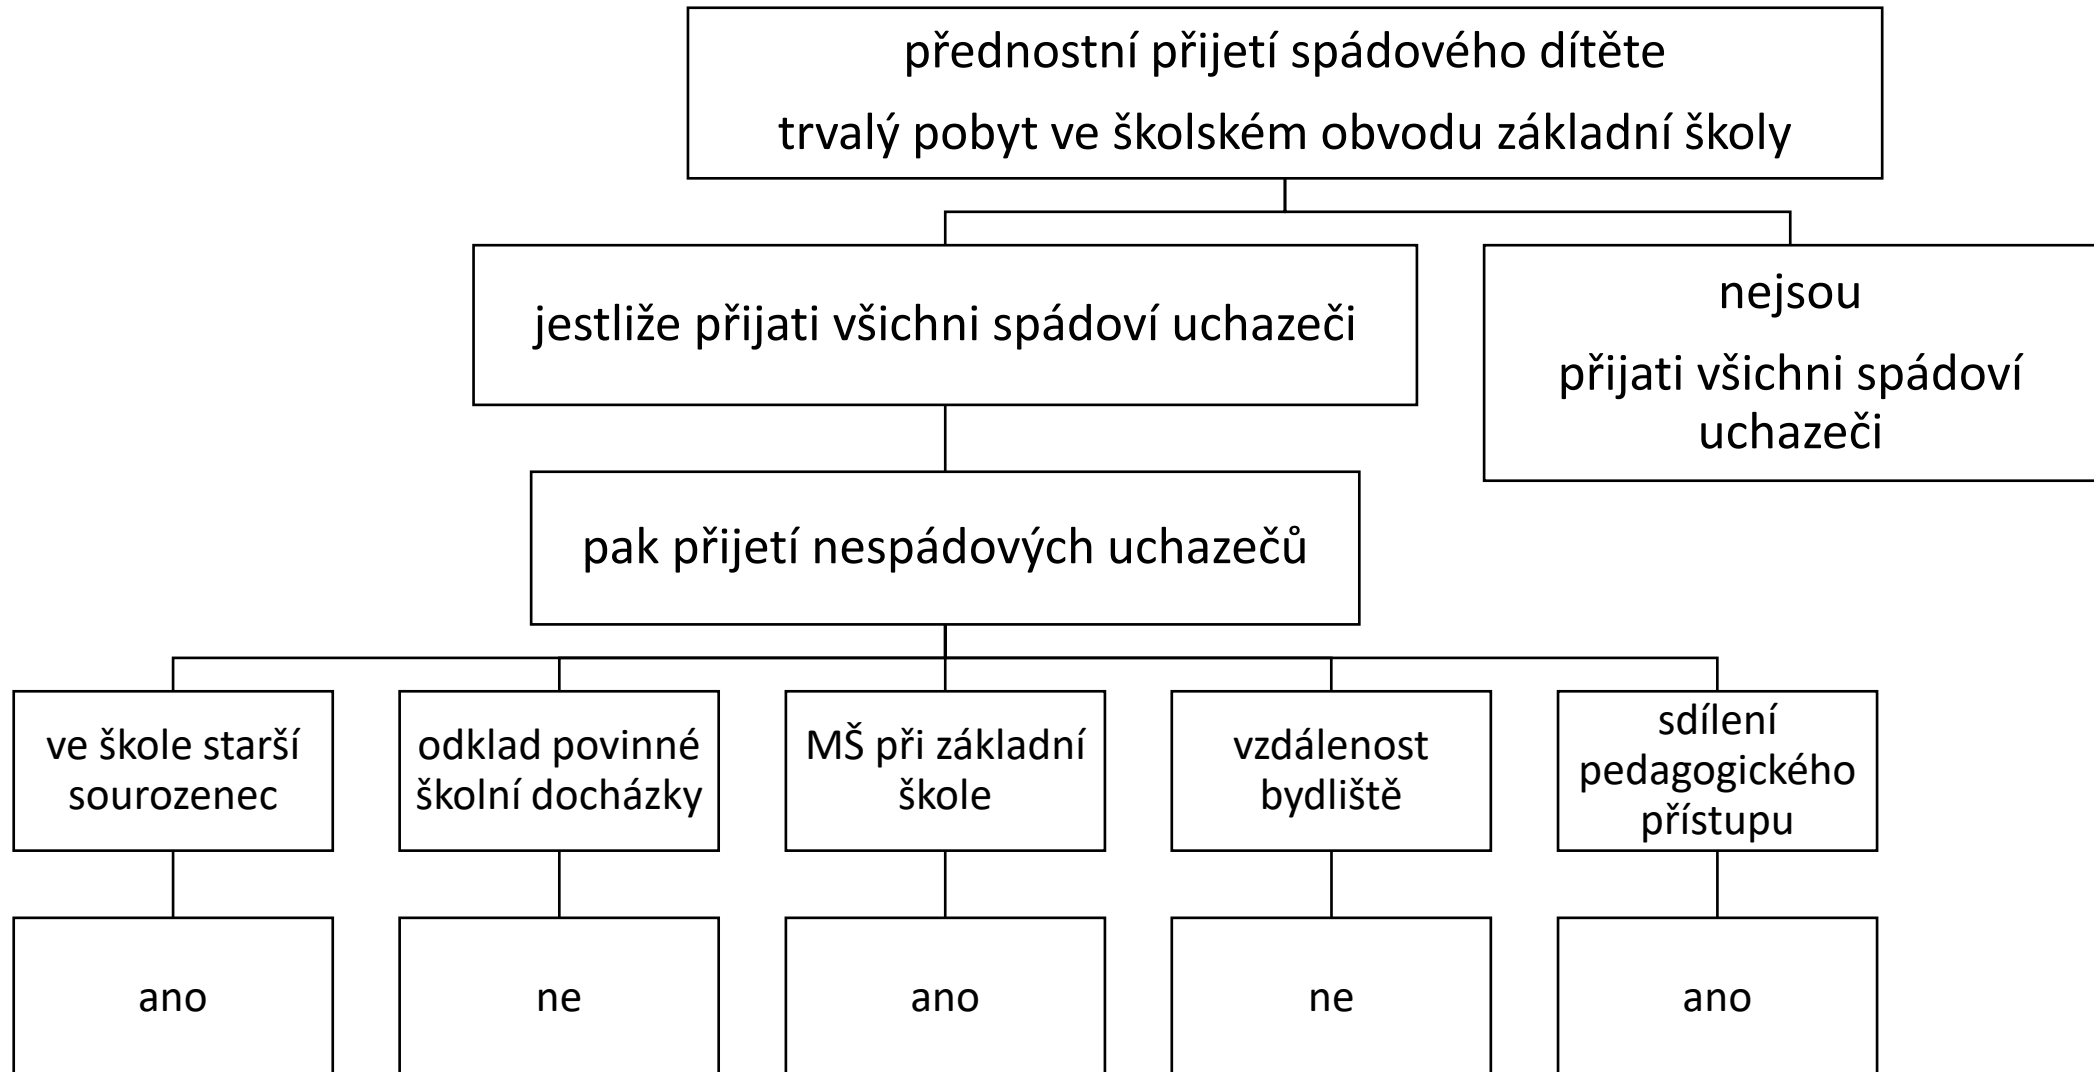 přednostní přijetí spádového dítěte
trvalý pobyt ve školském obvodu základní školy
jestliže přijati všichni spádoví uchazeči
nejsou
přijati všichni spádoví
uchazeči
pak přijetí nespádových uchazečů
ve škole starší
sourozenec
odklad povinné
školní docházky
MŠ při základní
škole
vzdálenost
bydliště
sdílení
pedagogického
přístupu
ano
ne
ano
ne
ano